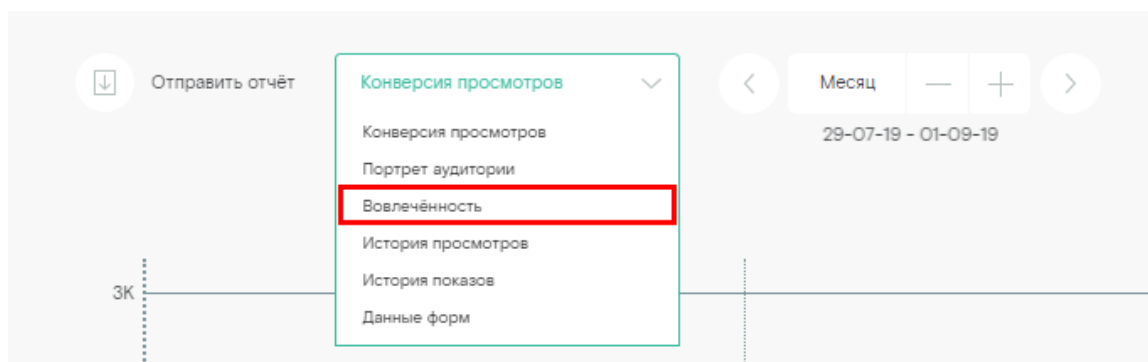 Отправить отчёт
Конверсия просмотров
Месяц
29-07-19 - 01-09-19
Конверсия просмотров
Портрет аудитории
Вовлечённость
История просмотров
История показов
Данные форм
3К